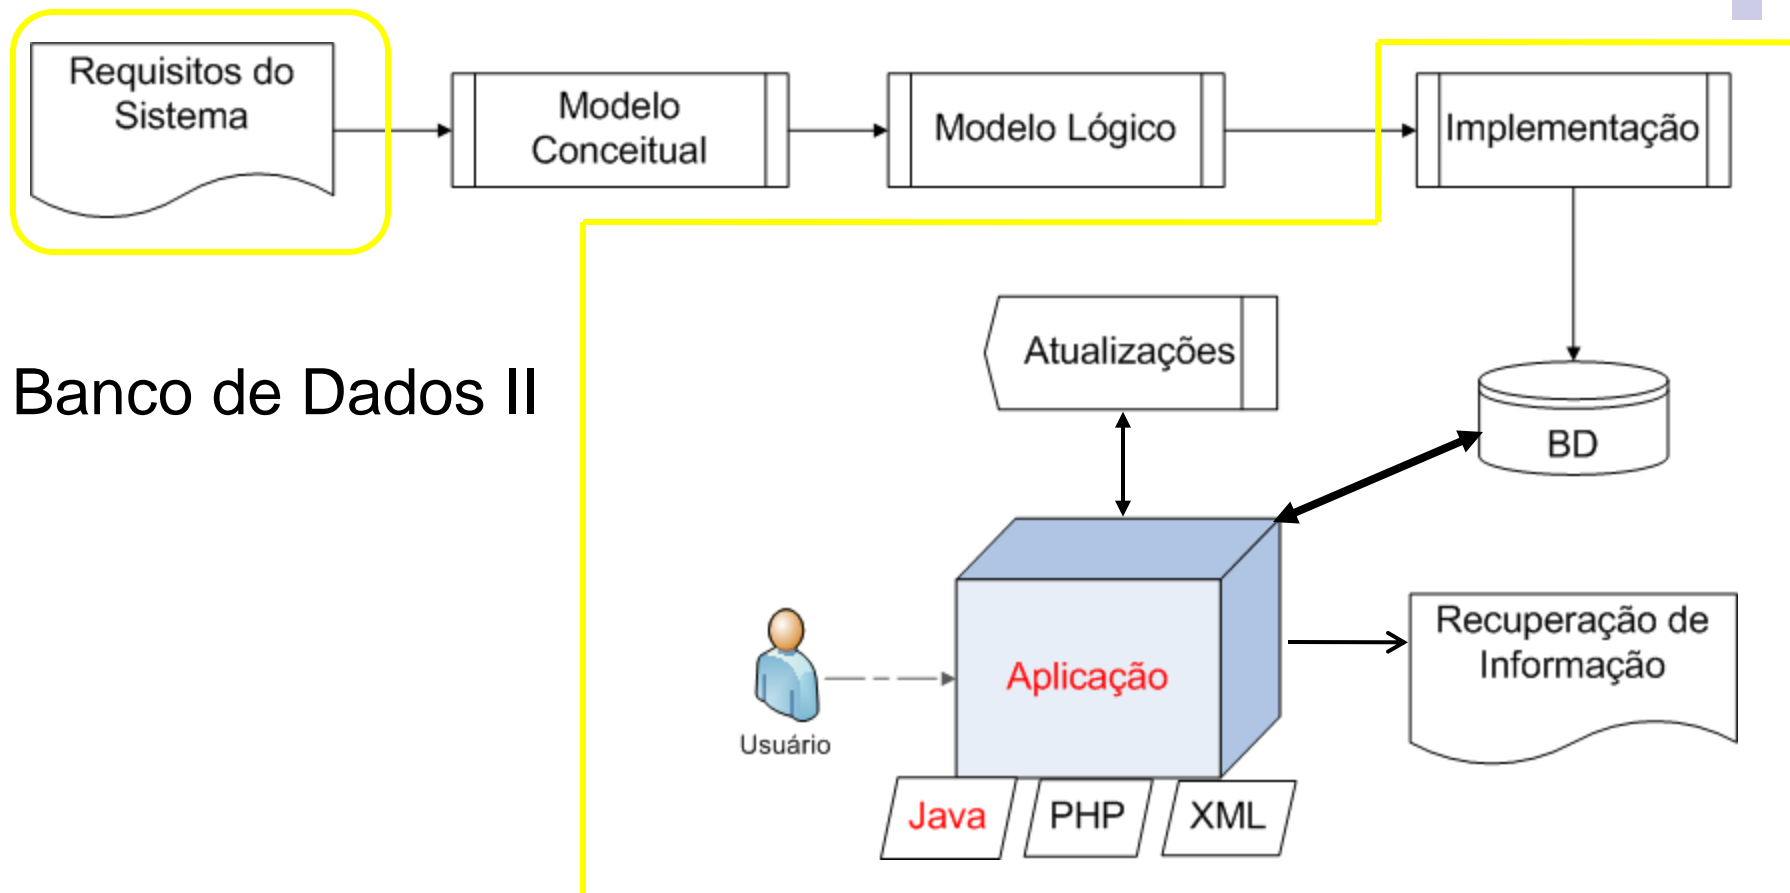 Requisitos do
Sistema
Modelo
Conceitual
Modelo Lógico
Implementação
Banco de Dados II
Atualizações
BD
Aplicação
Recuperação de
Informação
Usuário
Java
PHP
XML